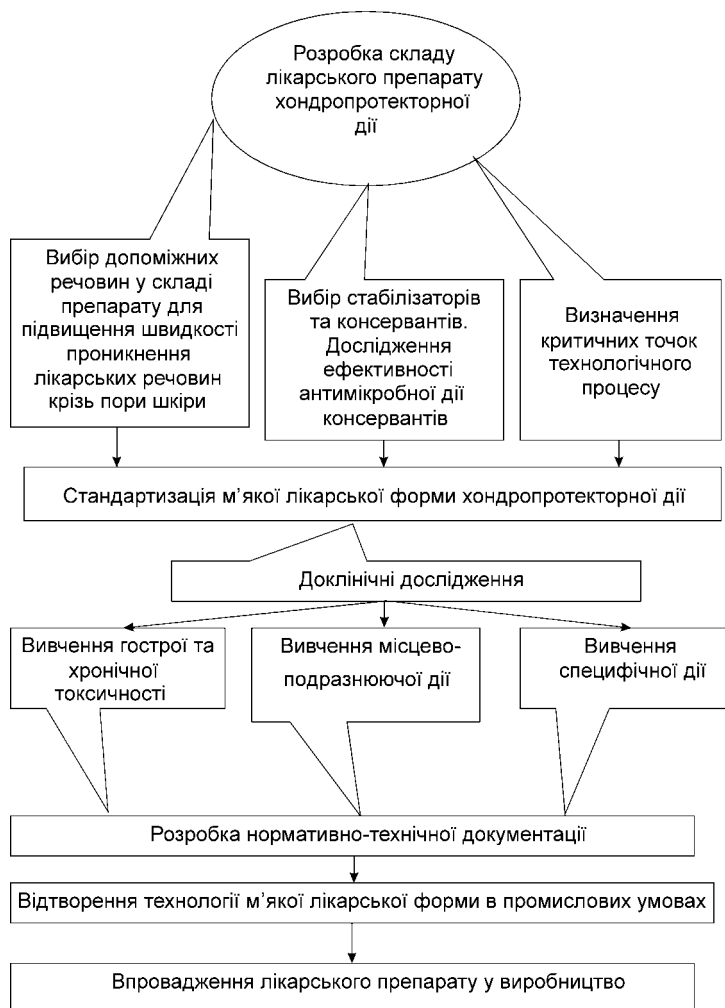 Розробка складу
лікарського препарату
хондропротекторної
дії
Вибір допоміжних
речовин у складі
препарату для
підвищення швидкості
проникнення
лікарських речовин
крізь пори шкіри
Вибір стабілізаторів
та консервантів.
Дослідження
ефективності
антимікробної дії
консервантів
Визначення
критичних точок
технологічного
процесу
Стандартизація м’якої лікарської форми хондропротекторної дії
Доклінічні дослідження
Вивчення гострої та
хронічної
токсичності
Вивчення місцево-
подразнюючої дії
Вивчення
специфічної дії
Розробка нормативно-технічної документації
Відтворення технології м’якої лікарської форми в промислових умовах
Впровадження лікарського препарату у виробництво